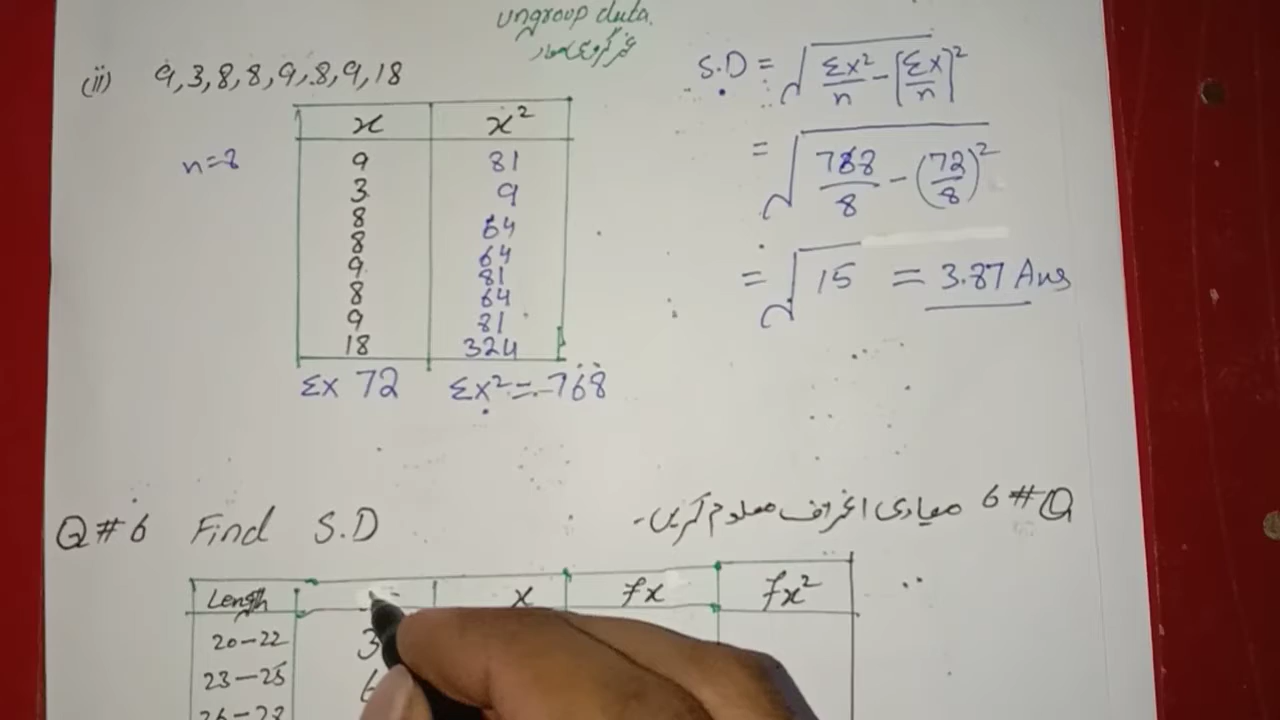 ungroup data.
(ii) 9,3,8,8,9,8,9,18
n=8
x x²
9 81
3 9
8 64
8 64
9 81
8 64
9 81
18 324
Σx 72 Σx²=768
S.D = √Σx²/n - [Σx/n]²
= √768/8 - (72/8)²
= √15 = 3.87 Ans
Q#6 Find S.D
Q#6 معیاری انحراف معلوم کریں۔
Length x fx fx²
20-22 3
23-25 6
26-28